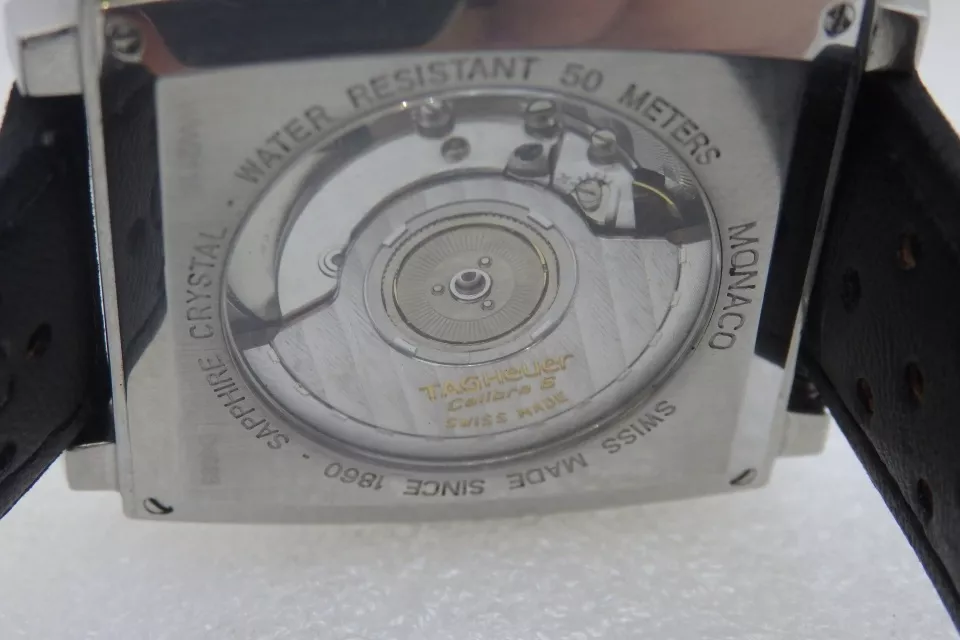 WATER RESISTANT 50 METERS
MONACO
SWISS MADE SINCE 1860 - SAPPHIRE CRYSTAL
TAGHeuer
Calibre 6
SWISS MADE